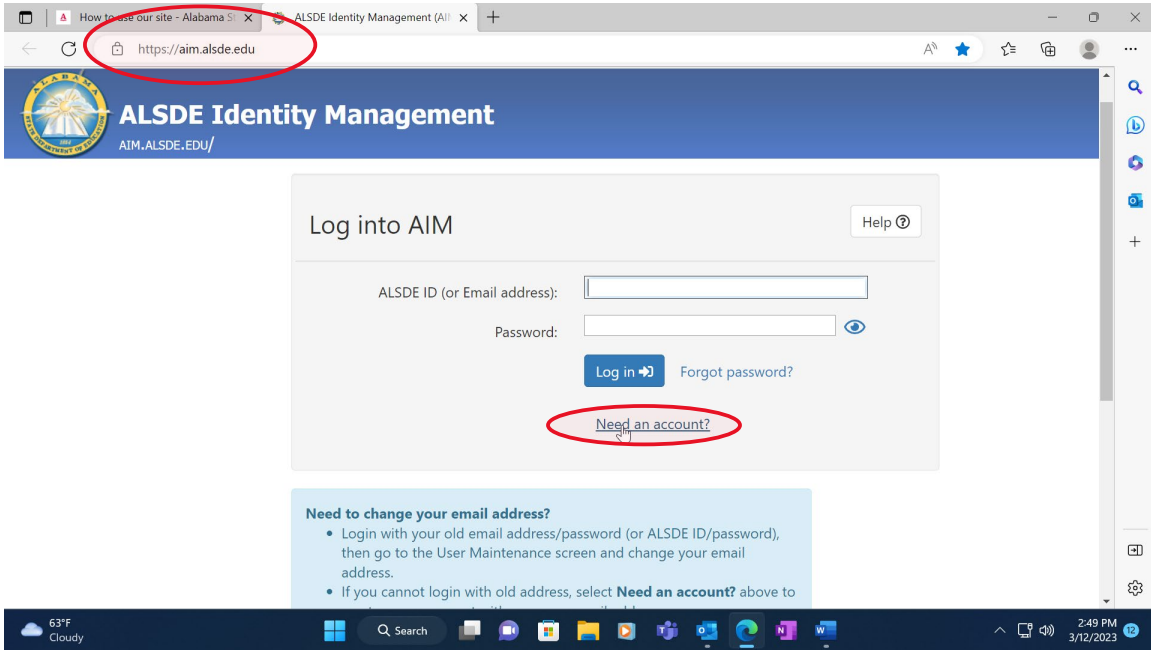 How to use our site - Alabama St
ALSDE Identity Management (AI
https://aim.alsde.edu
ALABAMA
ALSDE Identity Management
AIM.ALSDE.EDU/
Log into AIM
Help
ALSDE ID (or Email address):
Password:
Log in
Forgot password?
Need an account?
Need to change your email address?
• Login with your old email address/password (or ALSDE ID/password),
then go to the User Maintenance screen and change your email
address.
• If you cannot login with old address, select Need an account? above to
63°F
Cloudy
Search
2:49 PM
3/12/2023
12